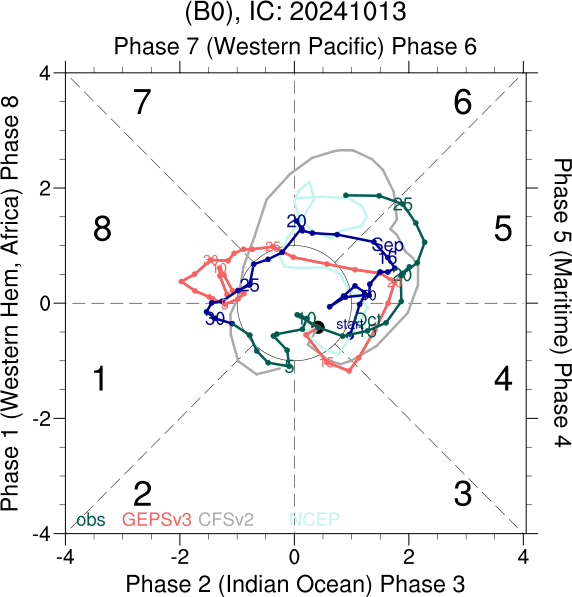 (B0), IC: 20241013
Phase 7 (Western Pacific) Phase 6
4
2
0
-2
-4
Phase 1 (Western Hem, Africa) Phase 8
Phase 5 (Maritime) Phase 4
7
6
8
5
1
4
2
3
20
25
Sep
15
20
25
30
10
25
20
25
30
start
Oct
10
5
15
obs GEPSv3 CFSv2 NCEP
-4 -2 0 2 4
Phase 2 (Indian Ocean) Phase 3